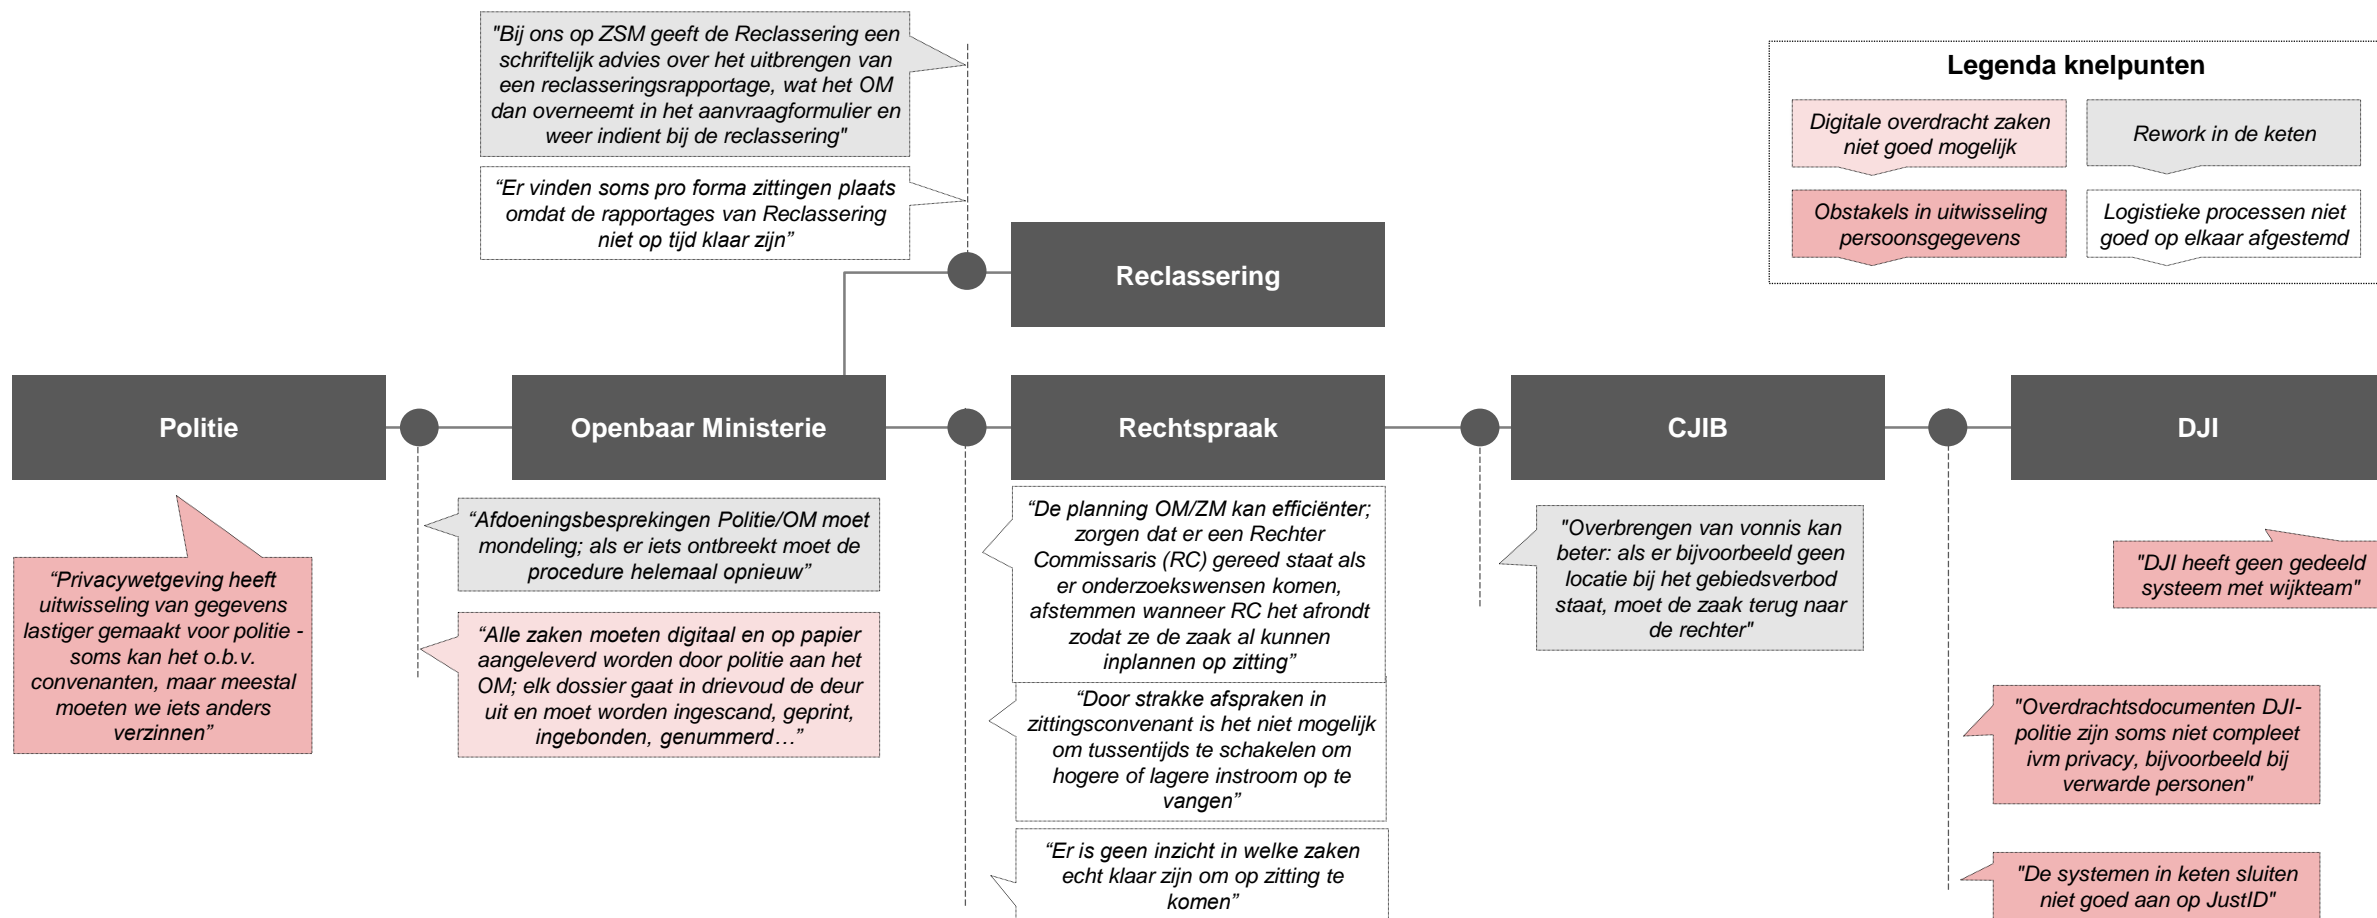 "Bij ons op ZSM geeft de Reclassering een
schriftelijk advies over het uitbrengen van
een reclasseringsrapportage, wat het OM
dan overneemt in het aanvraagformulier en
weer indient bij de reclassering"
“Er vinden soms pro forma zittingen plaats
omdat de rapportages van Reclassering
niet op tijd klaar zijn”
Legenda knelpunten
Digitale overdracht zaken
niet goed mogelijk
Rework in de keten
Obstakels in uitwisseling
persoonsgegevens
Logistieke processen niet
goed op elkaar afgestemd
Reclassering
Politie
Openbaar Ministerie
Rechtspraak
CJIB
DJI
“Privacywetgeving heeft
uitwisseling van gegevens
lastiger gemaakt voor politie -
soms kan het o.b.v.
convenanten, maar meestal
moeten we iets anders
verzinnen”
“Afdoeningsbesprekingen Politie/OM moet
mondeling; als er iets ontbreekt moet de
procedure helemaal opnieuw”
“Alle zaken moeten digitaal en op papier
aangeleverd worden door politie aan het
OM; elk dossier gaat in drievoud de deur
uit en moet worden ingescand, geprint,
ingebonden, genummerd…”
“De planning OM/ZM kan efficiënter;
zorgen dat er een Rechter
Commissaris (RC) gereed staat als
er onderzoekswensen komen,
afstemmen wanneer RC het afrondt
zodat ze de zaak al kunnen
inplannen op zitting”
“Door strakke afspraken in
zittingsconvenant is het niet mogelijk
om tussentijds te schakelen om
hogere of lagere instroom op te
vangen”
“Er is geen inzicht in welke zaken
echt klaar zijn om op zitting te
komen”
"Overbrengen van vonnis kan
beter: als er bijvoorbeeld geen
locatie bij het gebiedsverbod
staat, moet de zaak terug naar
de rechter"
"DJI heeft geen gedeeld
systeem met wijkteam"
"Overdrachtsdocumenten DJI-
politie zijn soms niet compleet
ivm privacy, bijvoorbeeld bij
verwarde personen"
"De systemen in keten sluiten
niet goed aan op JustID"